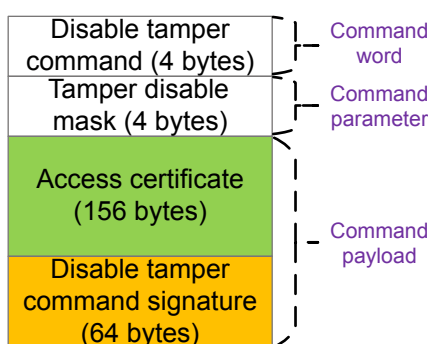 Disable tamper
command (4 bytes)
Command
word
Tamper disable
mask (4 bytes)
Command
parameter
Access certificate
(156 bytes)
Command
payload
Disable tamper
command signature
(64 bytes)